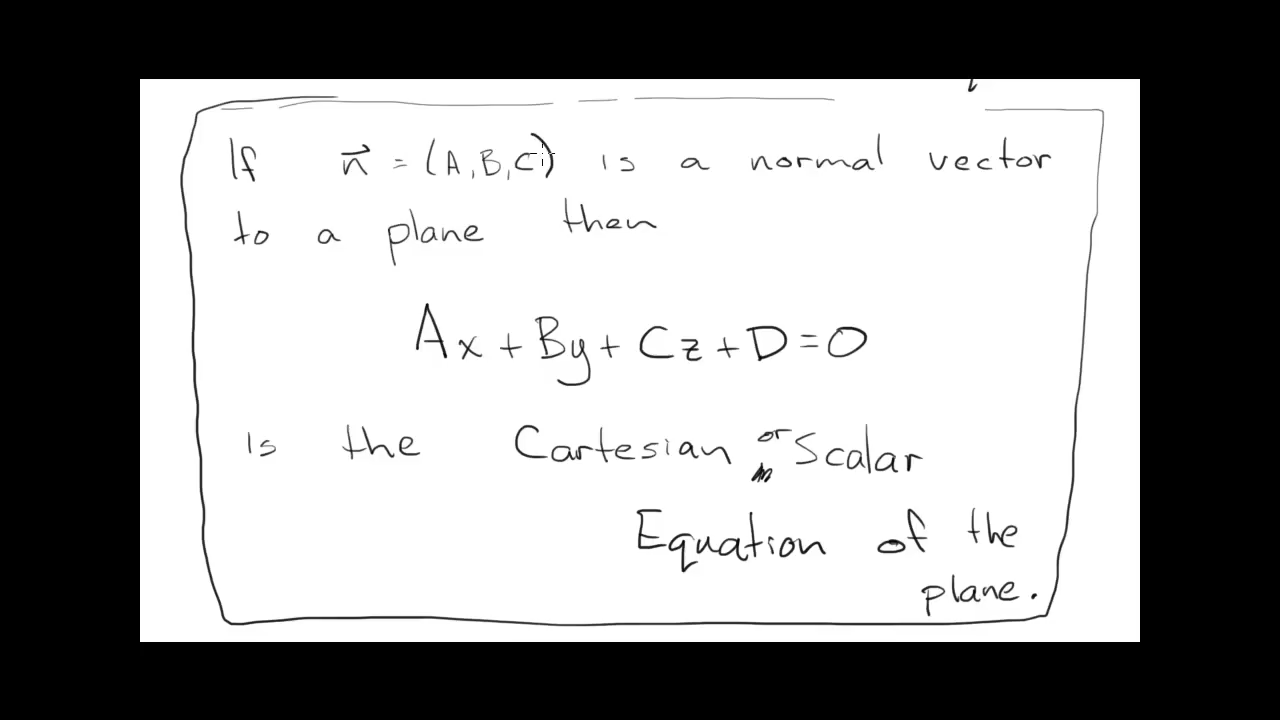 If n⃗ = (A, B, C) is a normal vector
to a plane then
Ax + By + Cz + D = 0
is the Cartesian or Scalar
Equation of the
plane.